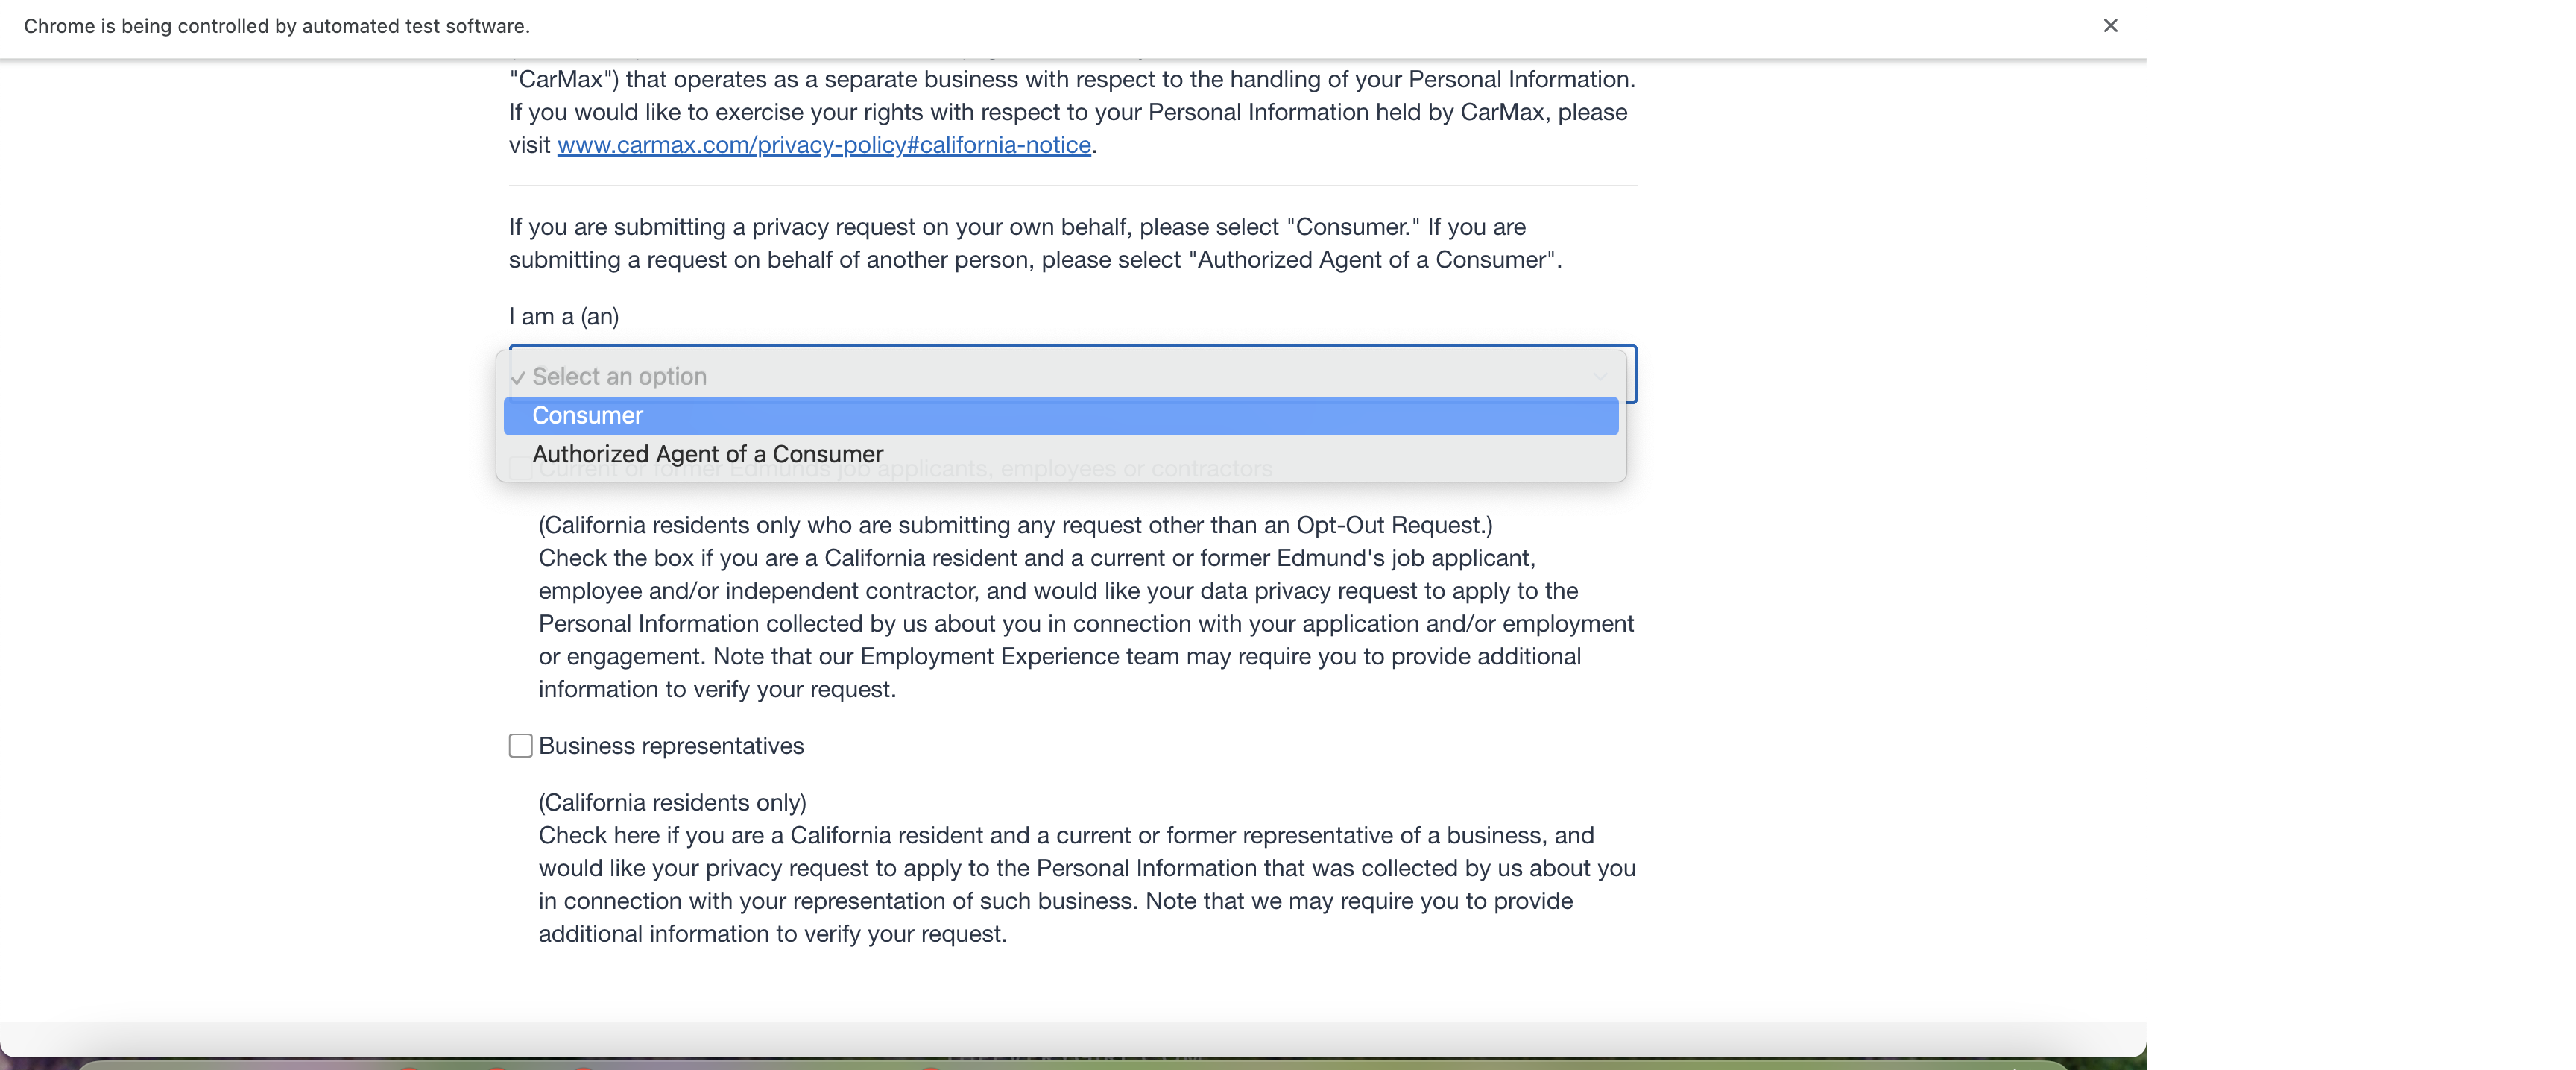 Chrome is being controlled by automated test software.
"CarMax") that operates as a separate business with respect to the handling of your Personal Information.
If you would like to exercise your rights with respect to your Personal Information held by CarMax, please
visit www.carmax.com/privacy-policy#california-notice.
If you are submitting a privacy request on your own behalf, please select "Consumer." If you are
submitting a request on behalf of another person, please select "Authorized Agent of a Consumer".
I am a (an)
✓ Select an option
Consumer
Authorized Agent of a Consumer
Current or former Edmunds job applicants, employees or contractors
(California residents only who are submitting any request other than an Opt-Out Request.)
Check the box if you are a California resident and a current or former Edmund's job applicant,
employee and/or independent contractor, and would like your data privacy request to apply to the
Personal Information collected by us about you in connection with your application and/or employment
or engagement. Note that our Employment Experience team may require you to provide additional
information to verify your request.
Business representatives
(California residents only)
Check here if you are a California resident and a current or former representative of a business, and
would like your privacy request to apply to the Personal Information that was collected by us about you
in connection with your representation of such business. Note that we may require you to provide
additional information to verify your request.